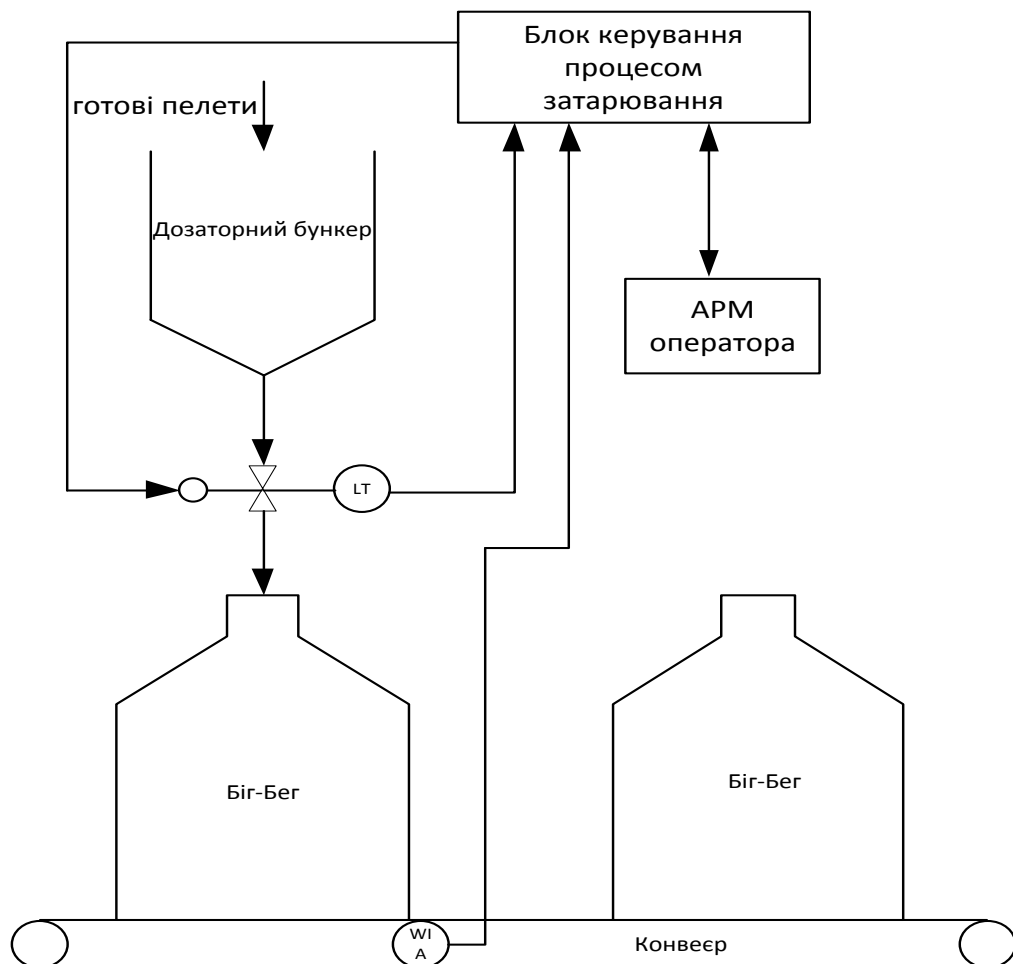 Блок керування
процесом
затарювання
готові пелети
Дозаторний бункер
АРМ
оператора
LT
Біг-Бег
Біг-Бег
WI
A
Конвеєр